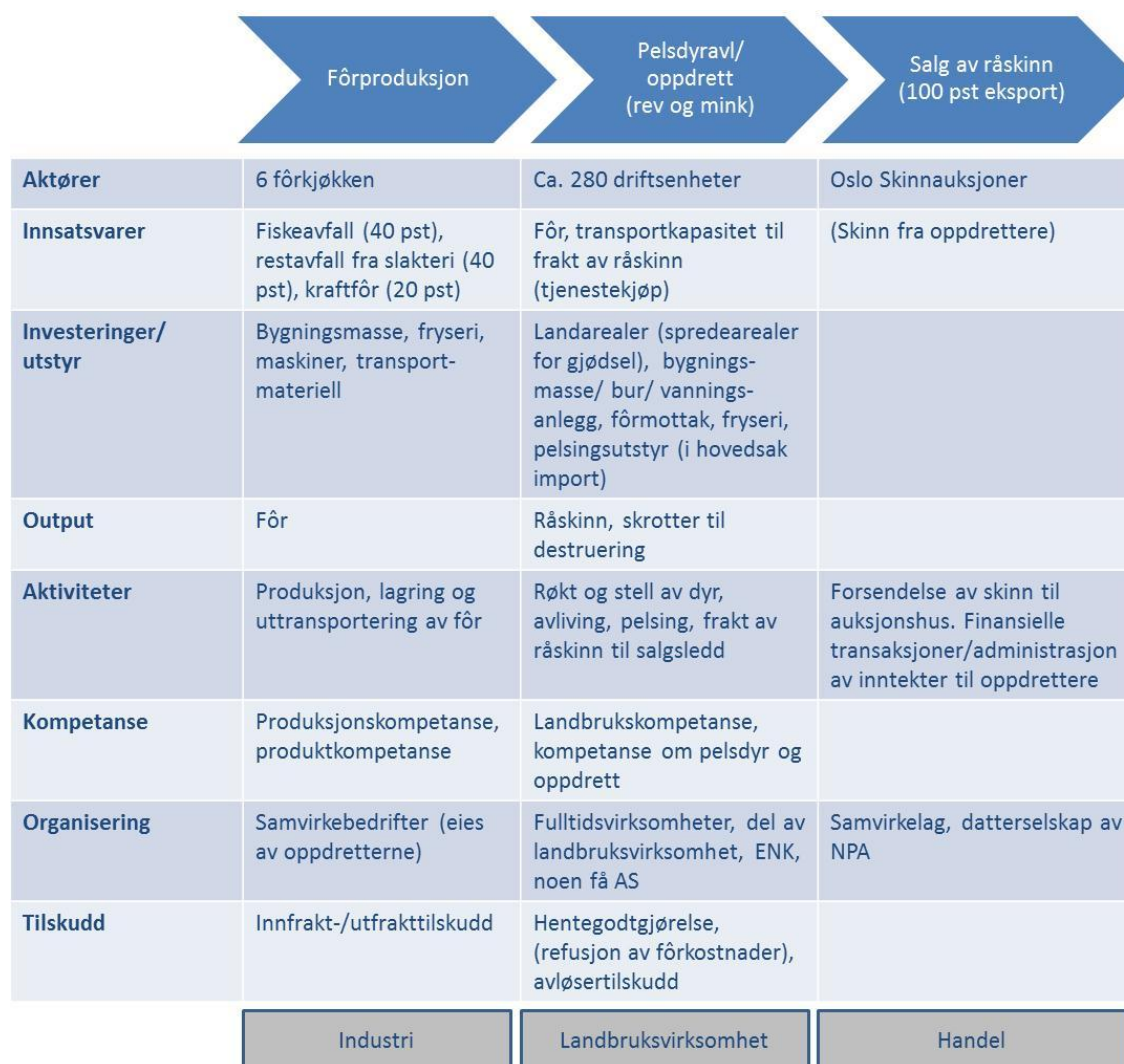 Fôrproduksjon
Pelsdyravl/
oppdrett
(rev og mink)
Salg av råskinn
(100 pst eksport)
Aktører
6 fôrkjøkken
Ca. 280 driftsenheter
Oslo Skinnauksjoner
Innsatsvarer
Fiskeavfall (40 pst),
restavfall fra slakteri (40
pst), kraftfôr (20 pst)
Fôr, transportkapasitet til
frakt av råskinn
(tjenestekjøp)
(Skinn fra oppdrettere)
Investeringer/
utstyr
Bygningsmasse, fryseri,
maskiner, transport-
materiell
Landarealer (spredearealer
for gjødsel), bygnings-
masse/ bur/ vannings-
anlegg, fôrmottak, fryseri,
pelsingsutstyr (i hovedsak
import)
Output
Fôr
Råskinn, skrotter til
destruering
Aktiviteter
Produksjon, lagring og
uttransportering av fôr
Røkt og stell av dyr,
avliving, pelsing, frakt av
råskinn til salgsledd
Forsendelse av skinn til
auksjonshus. Finansielle
transaksjoner/administrasjon
av inntekter til oppdrettere
Kompetanse
Produksjonskompetanse,
produktkompetanse
Landbrukskompetanse,
kompetanse om pelsdyr og
oppdrett
Organisering
Samvirkebedrifter (eies
av oppdretterne)
Fulltidsvirksomheter, del av
landbruksvirksomhet, ENK,
noen få AS
Samvirkelag, datterselskap av
NPA
Tilskudd
Innfrakt-/utfrakttilskudd
Hentegodtgjørelse,
(refusjon av fôrkostnader),
avløsertilskudd
Industri
Landbruksvirksomhet
Handel